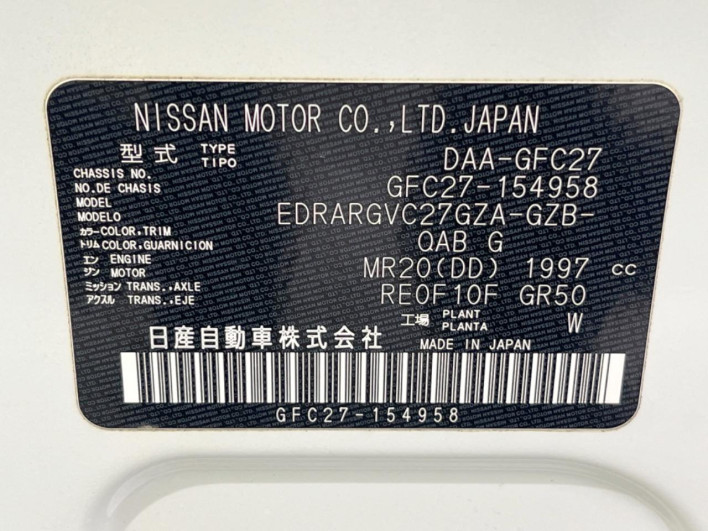 NISSAN MOTOR CO.,LTD.JAPAN
型式 TYPE TIPO DAA-GFC27
CHASSIS NO.
NO.DE CHASIS GFC27-154958
MODEL
MODELO EDRARGVC27GZA-GZB-
カラー COLOR,TRIM
トリム COLOR,GUARNICION QAB G
エン ENGINE
ジン MOTOR MR20(DD) 1997 cc
ミッション TRANS.,AXLE
アクスル TRANS.,EJE RE0F10F GR50
工場 PLANT PLANTA W
日産自動車株式会社 MADE IN JAPAN
GFC27-154958